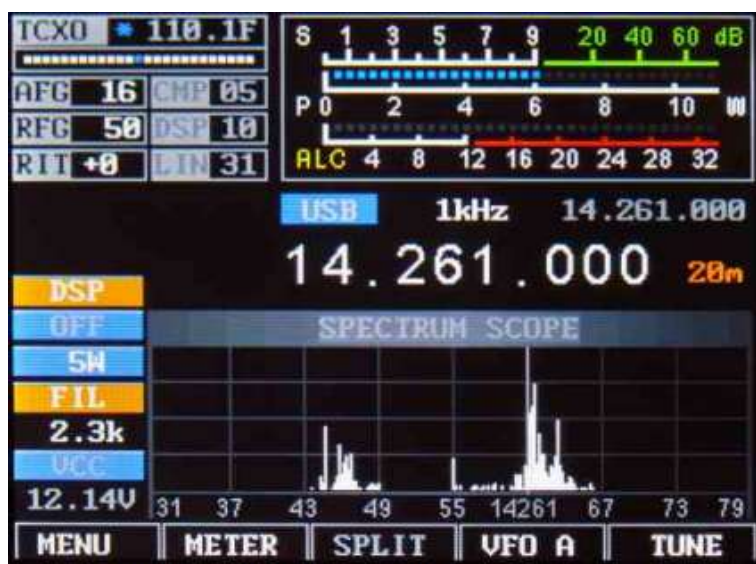 TCXO * 110.1F
AFG 16 CMP 05
RFG 50 DSP 10
RIT +0 LIN 31
S 1 3 5 7 9 20 40 60 dB
P 0 2 4 6 8 10 W
ALC 4 8 12 16 20 24 28 32
USB 1kHz 14.261.000
14.261.000 20m
DSP
OFF
5W
FIL
2.3k
VCC
12.14V
SPECTRUM SCOPE
31 37 43 49 55 14261 67 73 79
MENU METER SPLIT VFO A TUNE